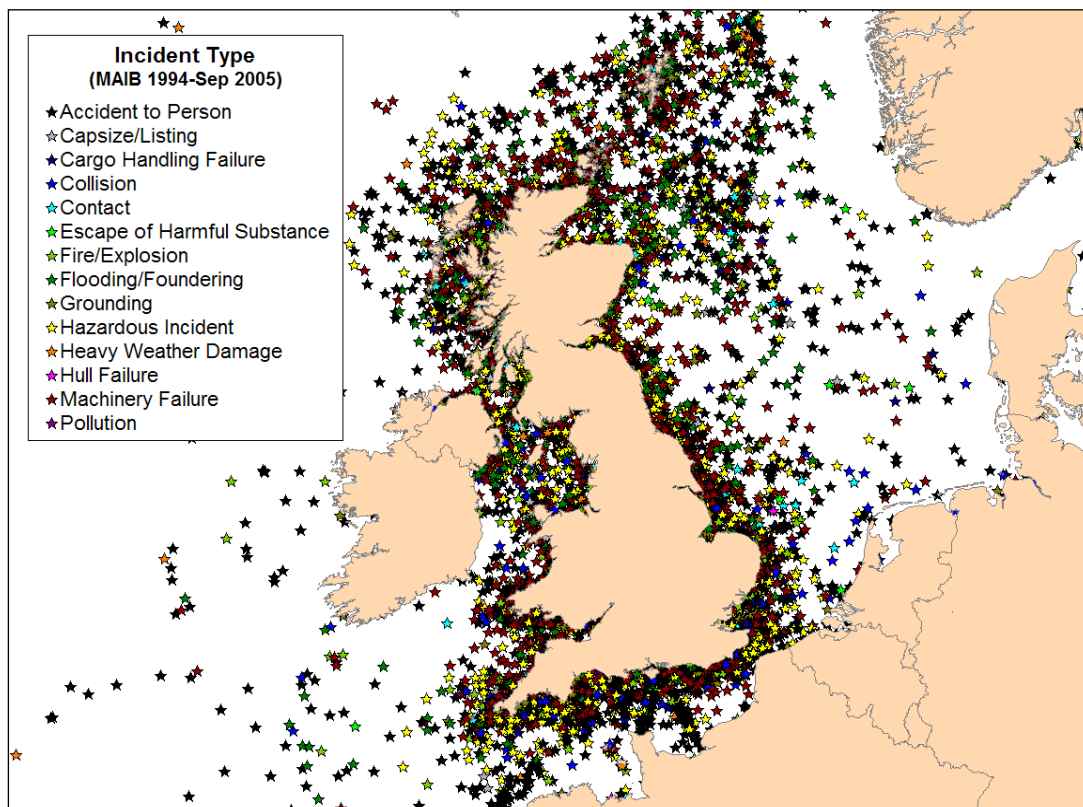 Incident Type
(MAIB 1994-Sep 2005)
Accident to Person
Capsize/Listing
Cargo Handling Failure
Collision
Contact
Escape of Harmful Substance
Fire/Explosion
Flooding/Foundering
Grounding
Hazardous Incident
Heavy Weather Damage
Hull Failure
Machinery Failure
Pollution